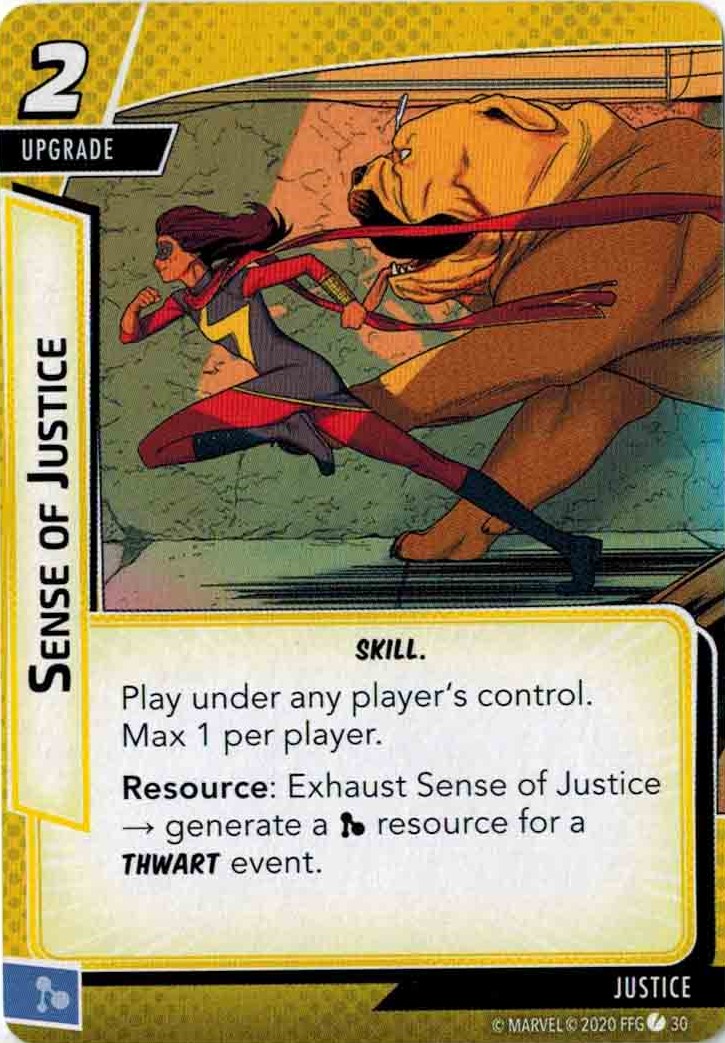 2
UPGRADE
SENSE OF JUSTICE
SKILL.
Play under any player's control.
Max 1 per player.
Resource: Exhaust Sense of Justice
→ generate a resource for a
THWART event.
JUSTICE
© MARVEL © 2020 FFG 30